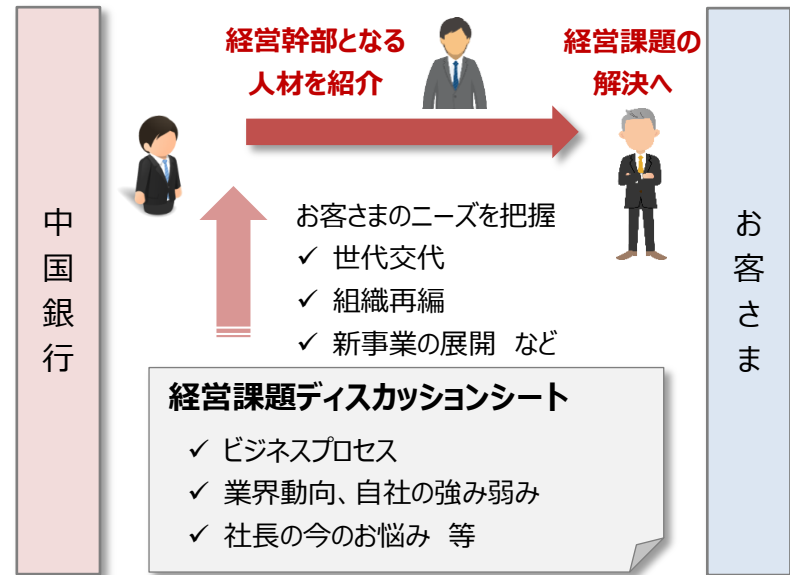 中国銀行
経営幹部となる
人材を紹介
経営課題の
解決へ
お客さまのニーズを把握
✓ 世代交代
✓ 組織再編
✓ 新事業の展開 など
経営課題ディスカッションシート
✓ ビジネスプロセス
✓ 業界動向、自社の強み弱み
✓ 社長の今のお悩み 等
お客さま